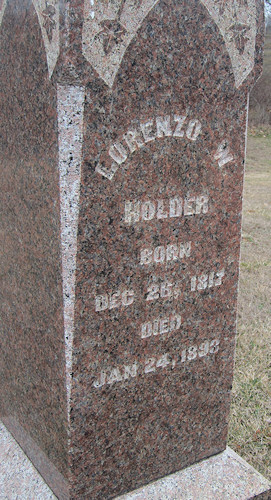 LORENZO W
HOLDER
BORN
DEC 26, 1817
DIED
JAN 24, 1893